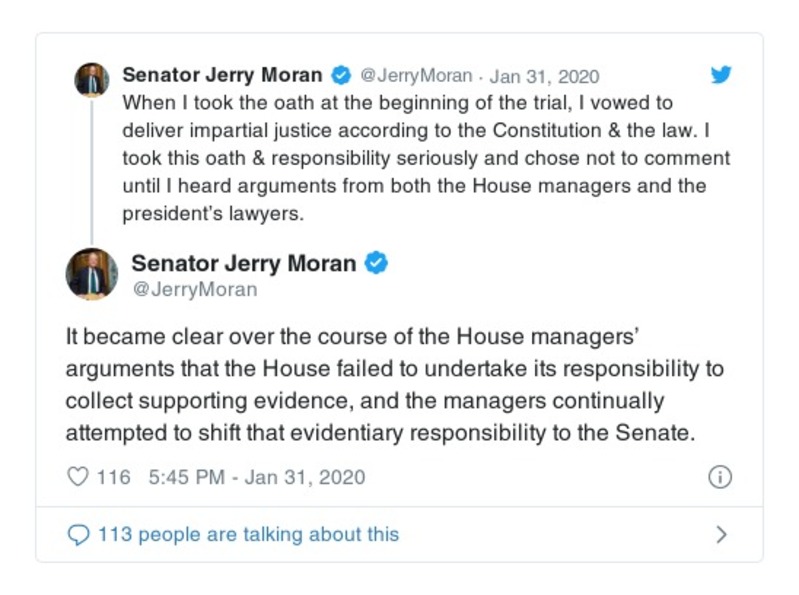 Senator Jerry Moran @JerryMoran · Jan 31, 2020
When I took the oath at the beginning of the trial, I vowed to
deliver impartial justice according to the Constitution & the law. I
took this oath & responsibility seriously and chose not to comment
until I heard arguments from both the House managers and the
president’s lawyers.
Senator Jerry Moran
@JerryMoran
It became clear over the course of the House managers’
arguments that the House failed to undertake its responsibility to
collect supporting evidence, and the managers continually
attempted to shift that evidentiary responsibility to the Senate.
116 5:45 PM - Jan 31, 2020
113 people are talking about this